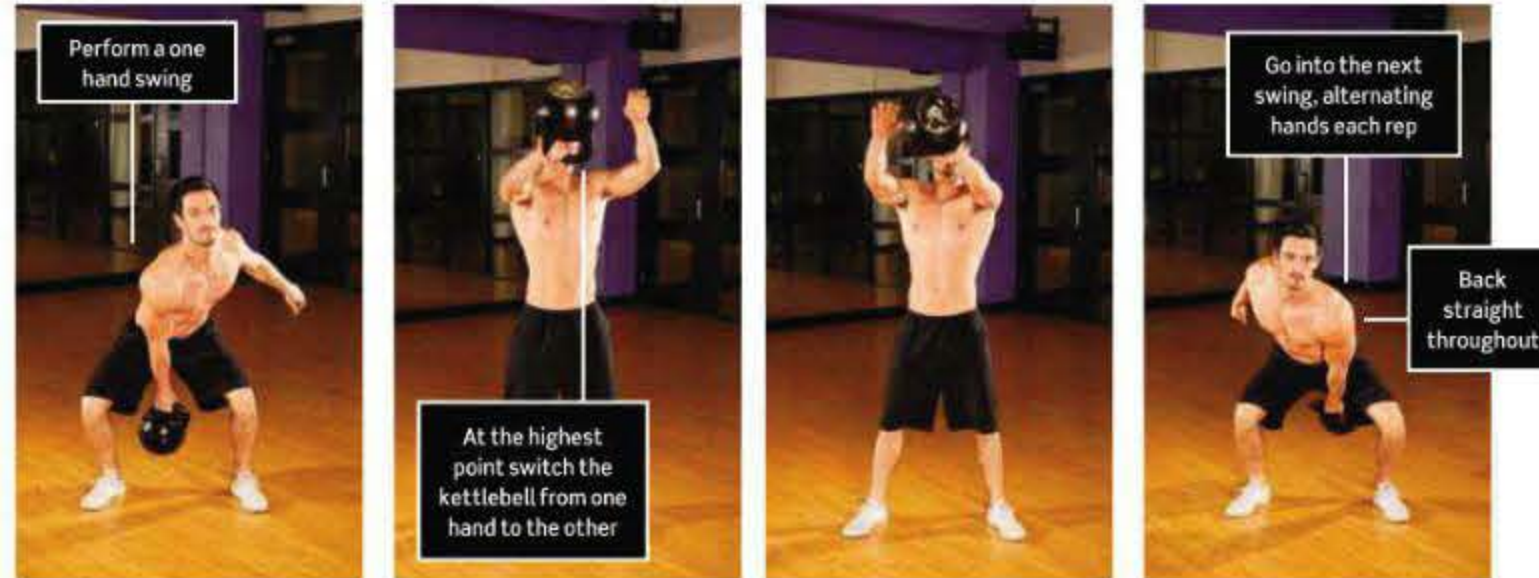 Perform a one
hand swing
At the highest
point switch the
kettlebell from one
hand to the other
Go into the next
swing, alternating
hands each rep
Back
straight
throughout